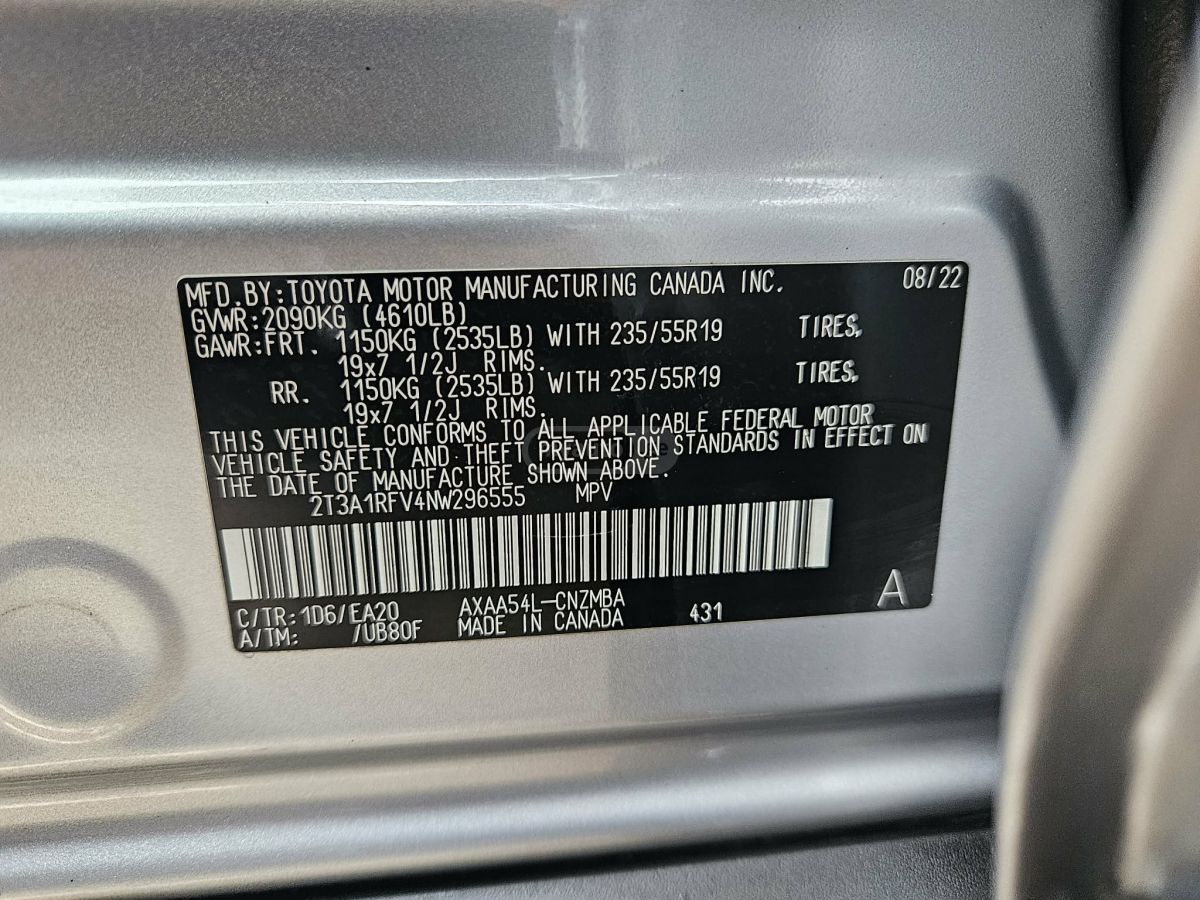 MFD.BY:TOYOTA MOTOR MANUFACTURING CANADA INC. 08/22
GVWR:2090KG (4610LB)
GAWR:FRT. 1150KG (2535LB) WITH 235/55R19 TIRES,
19x7 1/2J RIMS.
RR. 1150KG (2535LB) WITH 235/55R19 TIRES,
19x7 1/2J RIMS.
THIS VEHICLE CONFORMS TO ALL APPLICABLE FEDERAL MOTOR
VEHICLE SAFETY AND THEFT PREVENTION STANDARDS IN EFFECT ON
THE DATE OF MANUFACTURE SHOWN ABOVE.
2T3A1RFV4NW296555 MPV
C/TR:1D6/EA20 AXAA54L-CNZMBA 431 A
A/TM: /UB80F MADE IN CANADA